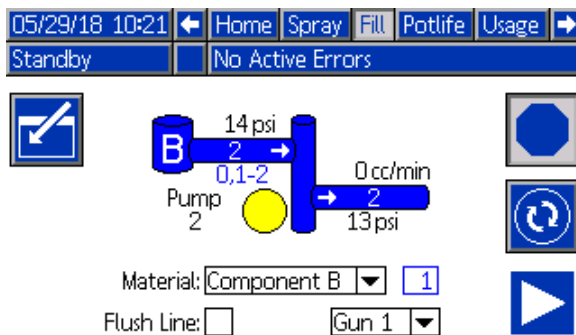 05/29/18 10:21 Home Spray Fill Potlife Usage
Standby No Active Errors
14 psi
B 2
0,1-2 0 cc/min
Pump 2
2 13 psi
Material: Component B 1
Flush Line: Gun 1